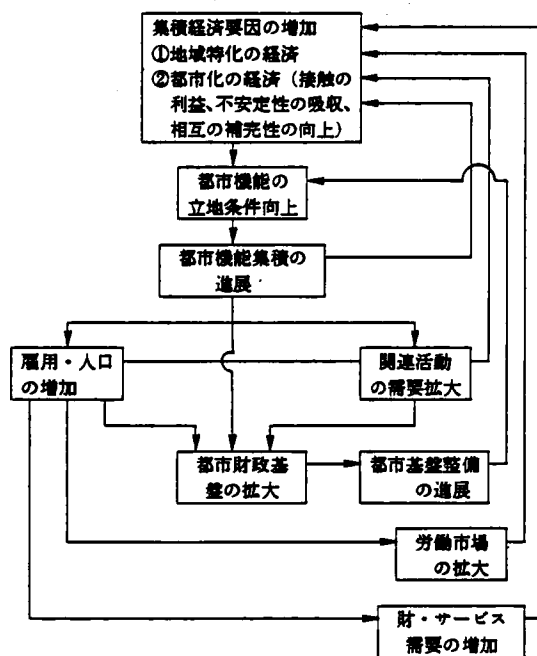 集積経済要因の増加
①地域特化の経済
②都市化の経済（接触の
利益、不安定性の吸収、
相互の補完性の向上）
都市機能の
立地条件向上
都市機能集積の
進展
雇用・人口
の増加
関連活動
の需要拡大
都市財政基
盤の拡大
都市基盤整備
の進展
労働市場
の拡大
財・サービス
需要の増加